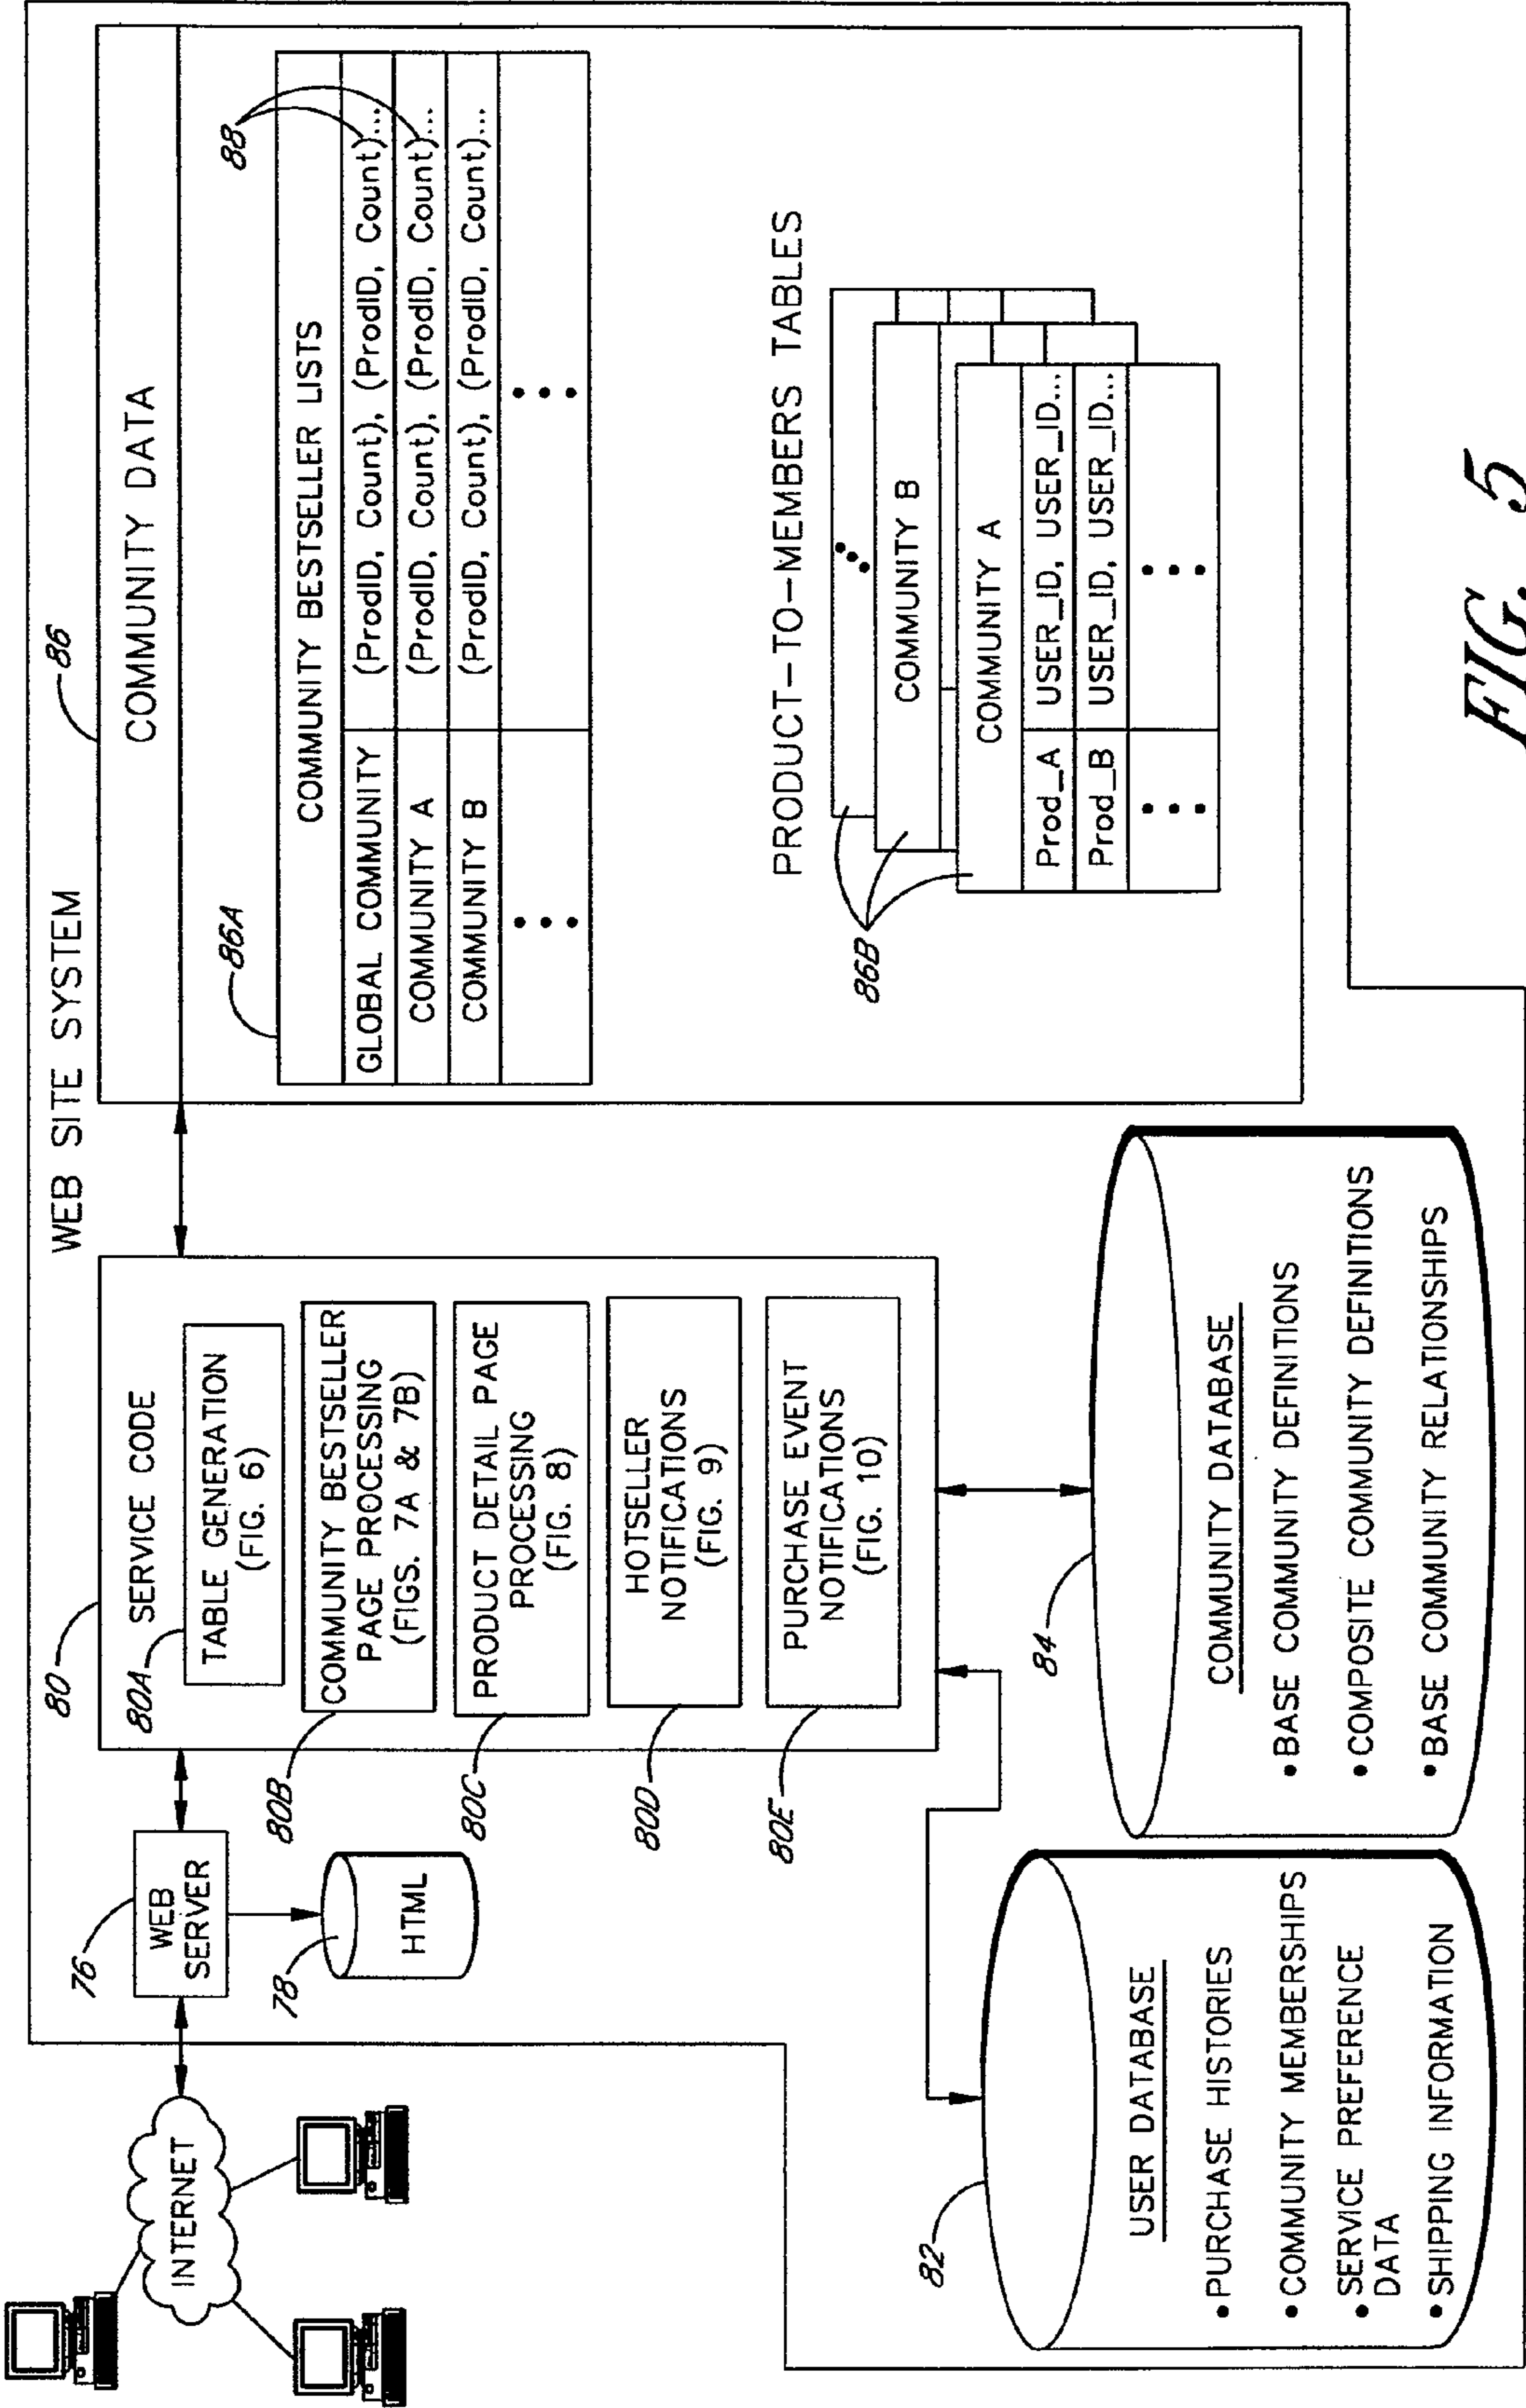 WEB SITE SYSTEM
INTERNET
76
WEB
SERVER
78
HTML
80
SERVICE CODE
80A
TABLE GENERATION
(FIG. 6)
80B
COMMUNITY BESTSELLER
PAGE PROCESSING
(FIGS. 7A & 7B)
80C
PRODUCT DETAIL PAGE
PROCESSING
(FIG. 8)
80D
HOTSELLER
NOTIFICATIONS
(FIG. 9)
80E
PURCHASE EVENT
NOTIFICATIONS
(FIG. 10)
82
USER DATABASE
• PURCHASE HISTORIES
• COMMUNITY MEMBERSHIPS
• SERVICE PREFERENCE
DATA
• SHIPPING INFORMATION
84
COMMUNITY DATABASE
• BASE COMMUNITY DEFINITIONS
• COMPOSITE COMMUNITY DEFINITIONS
• BASE COMMUNITY RELATIONSHIPS
86
COMMUNITY DATA
86A
88
COMMUNITY BESTSELLER LISTS
GLOBAL COMMUNITY (ProdID, Count), (ProdID, Count)...
COMMUNITY A (ProdID, Count), (ProdID, Count)...
COMMUNITY B (ProdID, Count), (ProdID, Count)...
PRODUCT-TO-MEMBERS TABLES
86B
COMMUNITY B
COMMUNITY A
Prod_A USER_ID, USER_ID...
Prod_B USER_ID, USER_ID...
FIG. 5